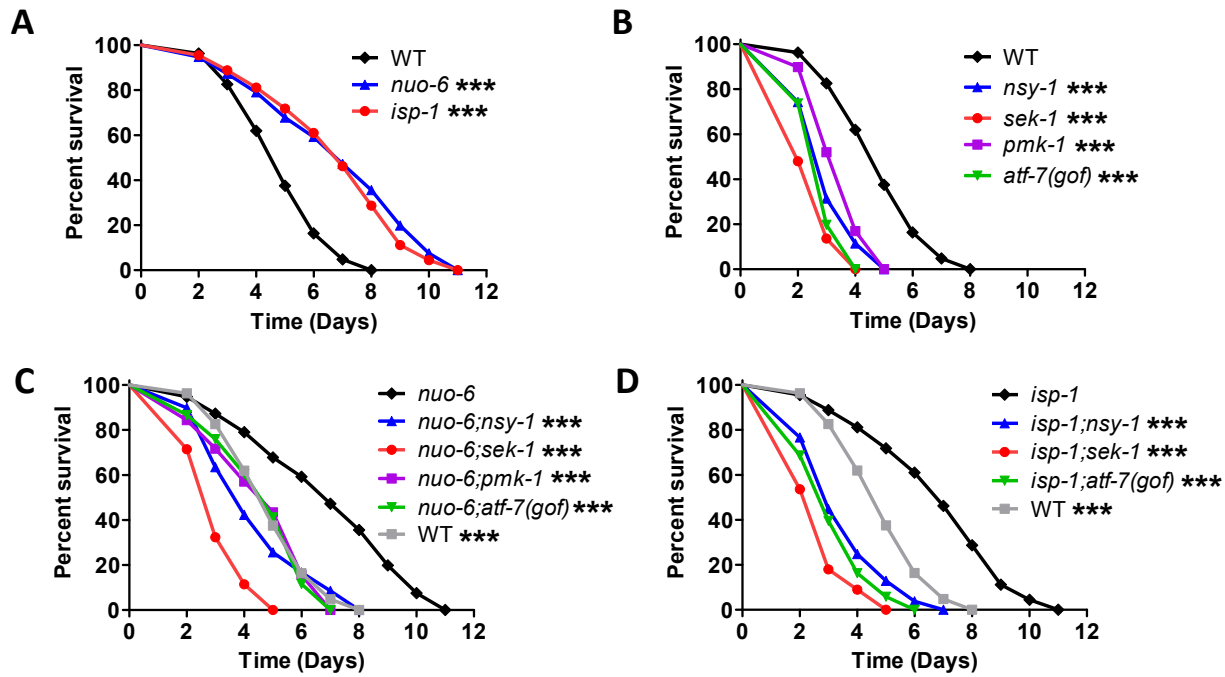 A
Percent survival
100
80
60
40
20
0
0 2 4 6 8 10 12
Time (Days)
WT
nuo-6 ***
isp-1 ***
B
Percent survival
100
80
60
40
20
0
0 2 4 6 8 10 12
Time (Days)
WT
nsy-1 ***
sek-1 ***
pmk-1 ***
atf-7(gof) ***
C
Percent survival
100
80
60
40
20
0
0 2 4 6 8 10 12
Time (Days)
nuo-6
nuo-6;nsy-1 ***
nuo-6;sek-1 ***
nuo-6;pmk-1 ***
nuo-6;atf-7(gof) ***
WT ***
D
Percent survival
100
80
60
40
20
0
0 2 4 6 8 10 12
Time (Days)
isp-1
isp-1;nsy-1 ***
isp-1;sek-1 ***
isp-1;atf-7(gof) ***
WT ***